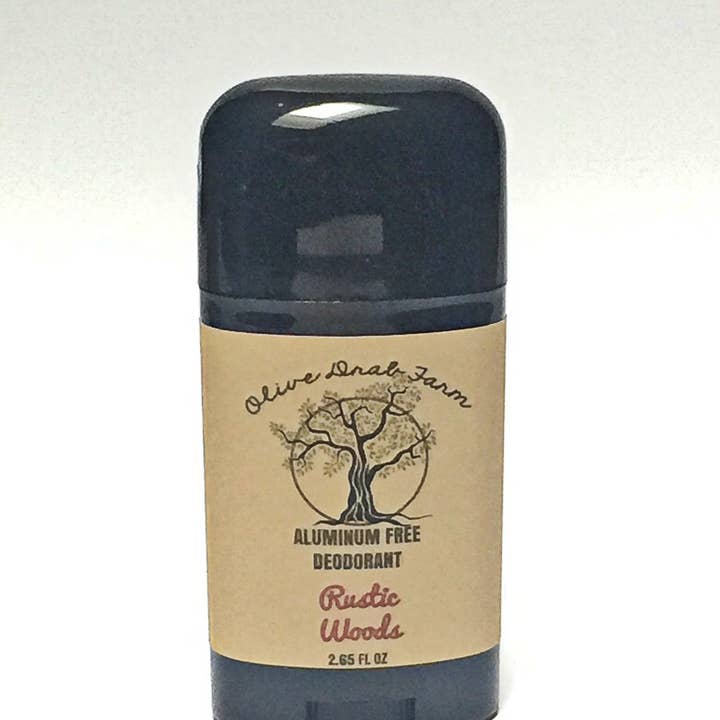 Olive Drab Farm
ALUMINUM FREE
DEODORANT
Rustic
Woods
2.65 FL OZ